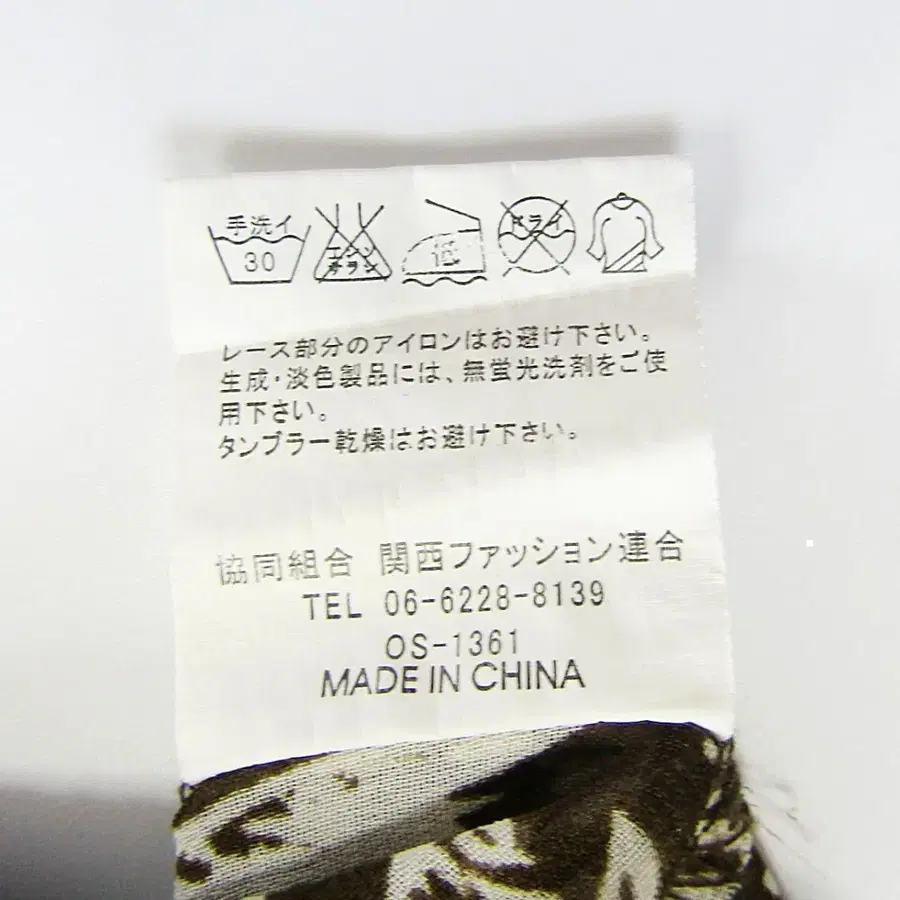 手洗イ
30
エンソ
チラシ
低
ドライ
レース部分のアイロンはお避け下さい。
生成・淡色製品には、無蛍光洗剤をご使
用下さい。
タンブラー乾燥はお避け下さい。
協同組合 関西ファッション連合
TEL 06-6228-8139
OS-1361
MADE IN CHINA